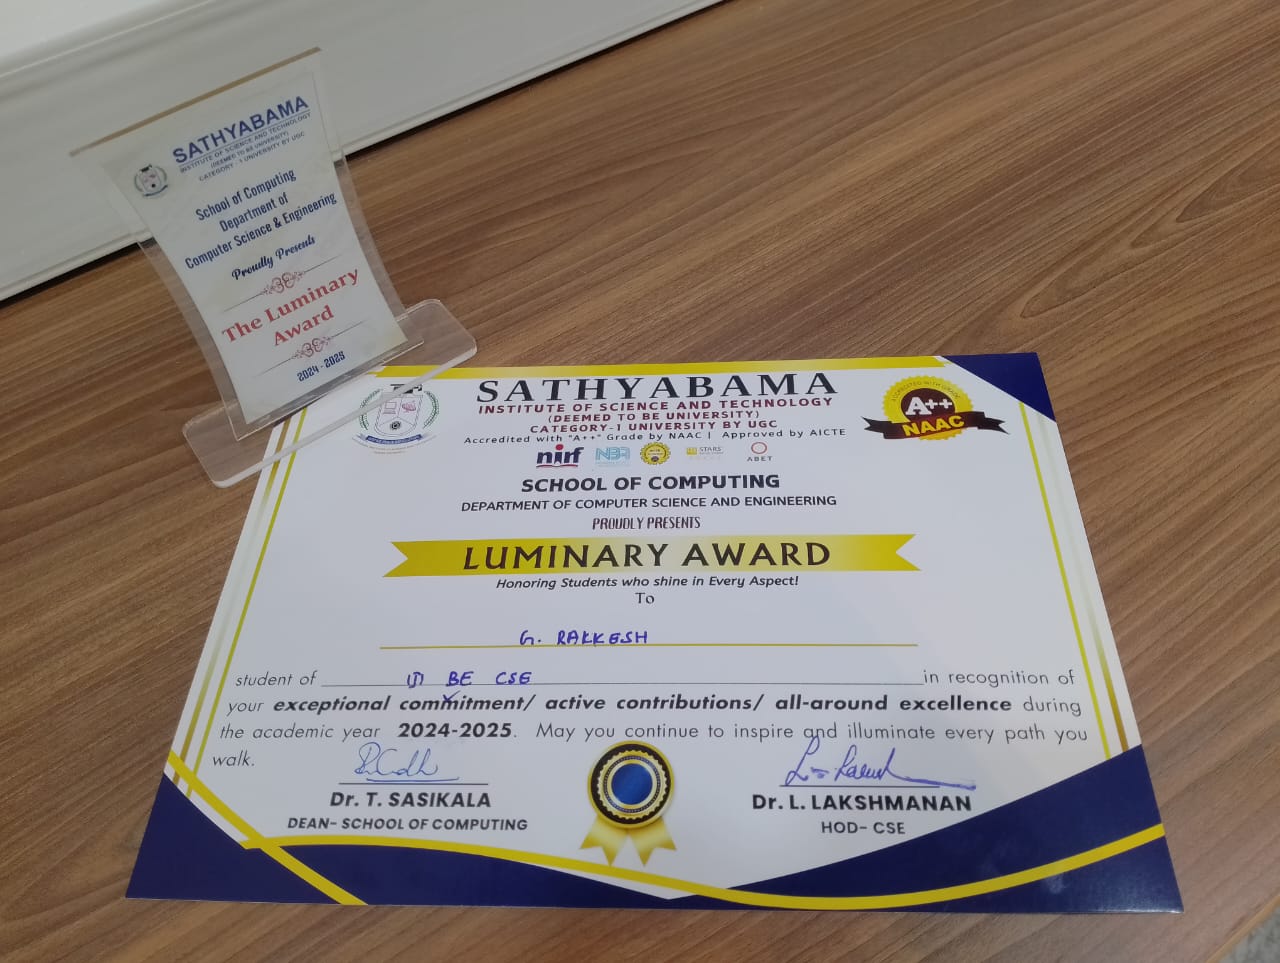 SATHYABAMA
INSTITUTE OF SCIENCE AND TECHNOLOGY
(DEEMED TO BE UNIVERSITY)
CATEGORY - 1 UNIVERSITY BY UGC
School of Computing
Department of
Computer Science & Engineering
Proudly Presents
The Luminary
Award
2024-2025
SATHYABAMA
INSTITUTE OF SCIENCE AND TECHNOLOGY
(DEEMED TO BE UNIVERSITY)
CATEGORY-1 UNIVERSITY BY UGC
Accredited with "A++" Grade by NAAC | Approved by AICTE
ACCREDITED WITH GRADE
A++
NAAC
nirf NBA STARS ABET
SCHOOL OF COMPUTING
DEPARTMENT OF COMPUTER SCIENCE AND ENGINEERING
PROUDLY PRESENTS
LUMINARY AWARD
Honoring Students who shine in Every Aspect!
To
G. RAKKESH
student of BE CSE in recognition of
your exceptional commitment/ active contributions/ all-around excellence during
the academic year 2024-2025. May you continue to inspire and illuminate every path you
walk.
Dr. T. SASIKALA
DEAN- SCHOOL OF COMPUTING
Dr. L. LAKSHMANAN
HOD- CSE